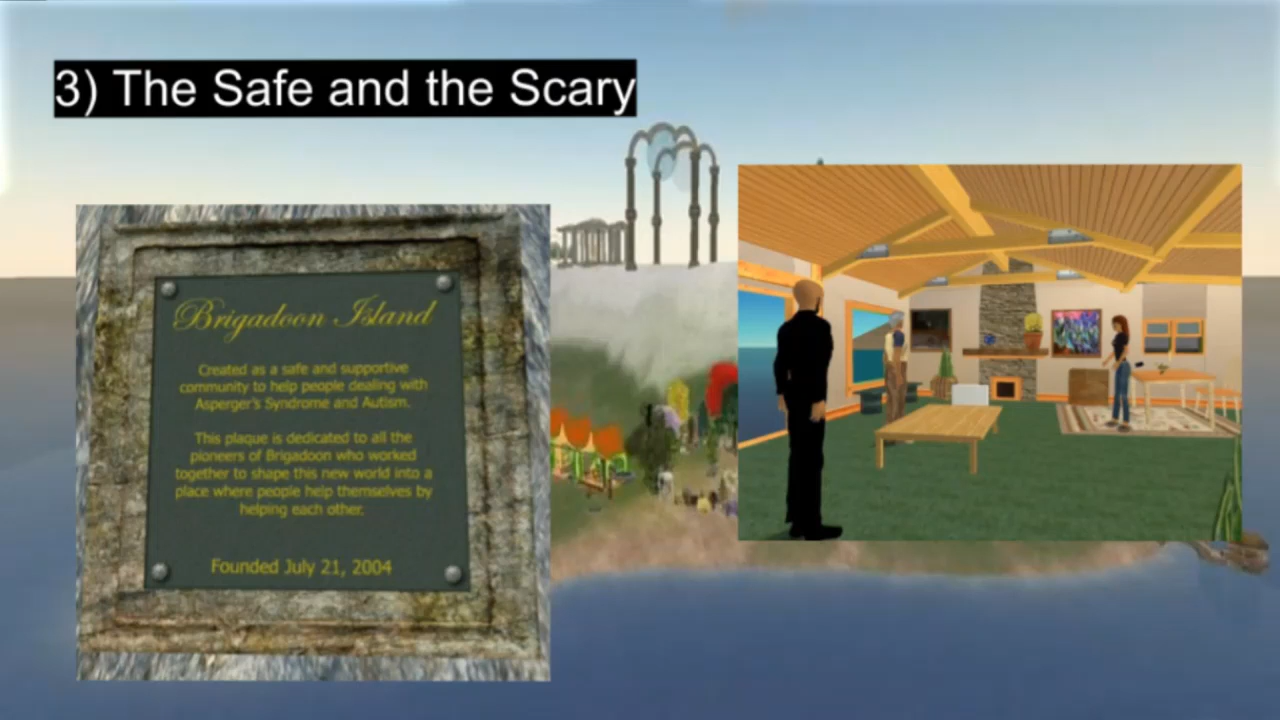 3) The Safe and the Scary
Brigadoon Island
Created as a safe and supportive
community to help people dealing with
Asperger's Syndrome and Autism.
This plaque is dedicated to all the
pioneers of Brigadoon who worked
together to shape this new world into a
place where people help themselves by
helping each other.
Founded July 21, 2004